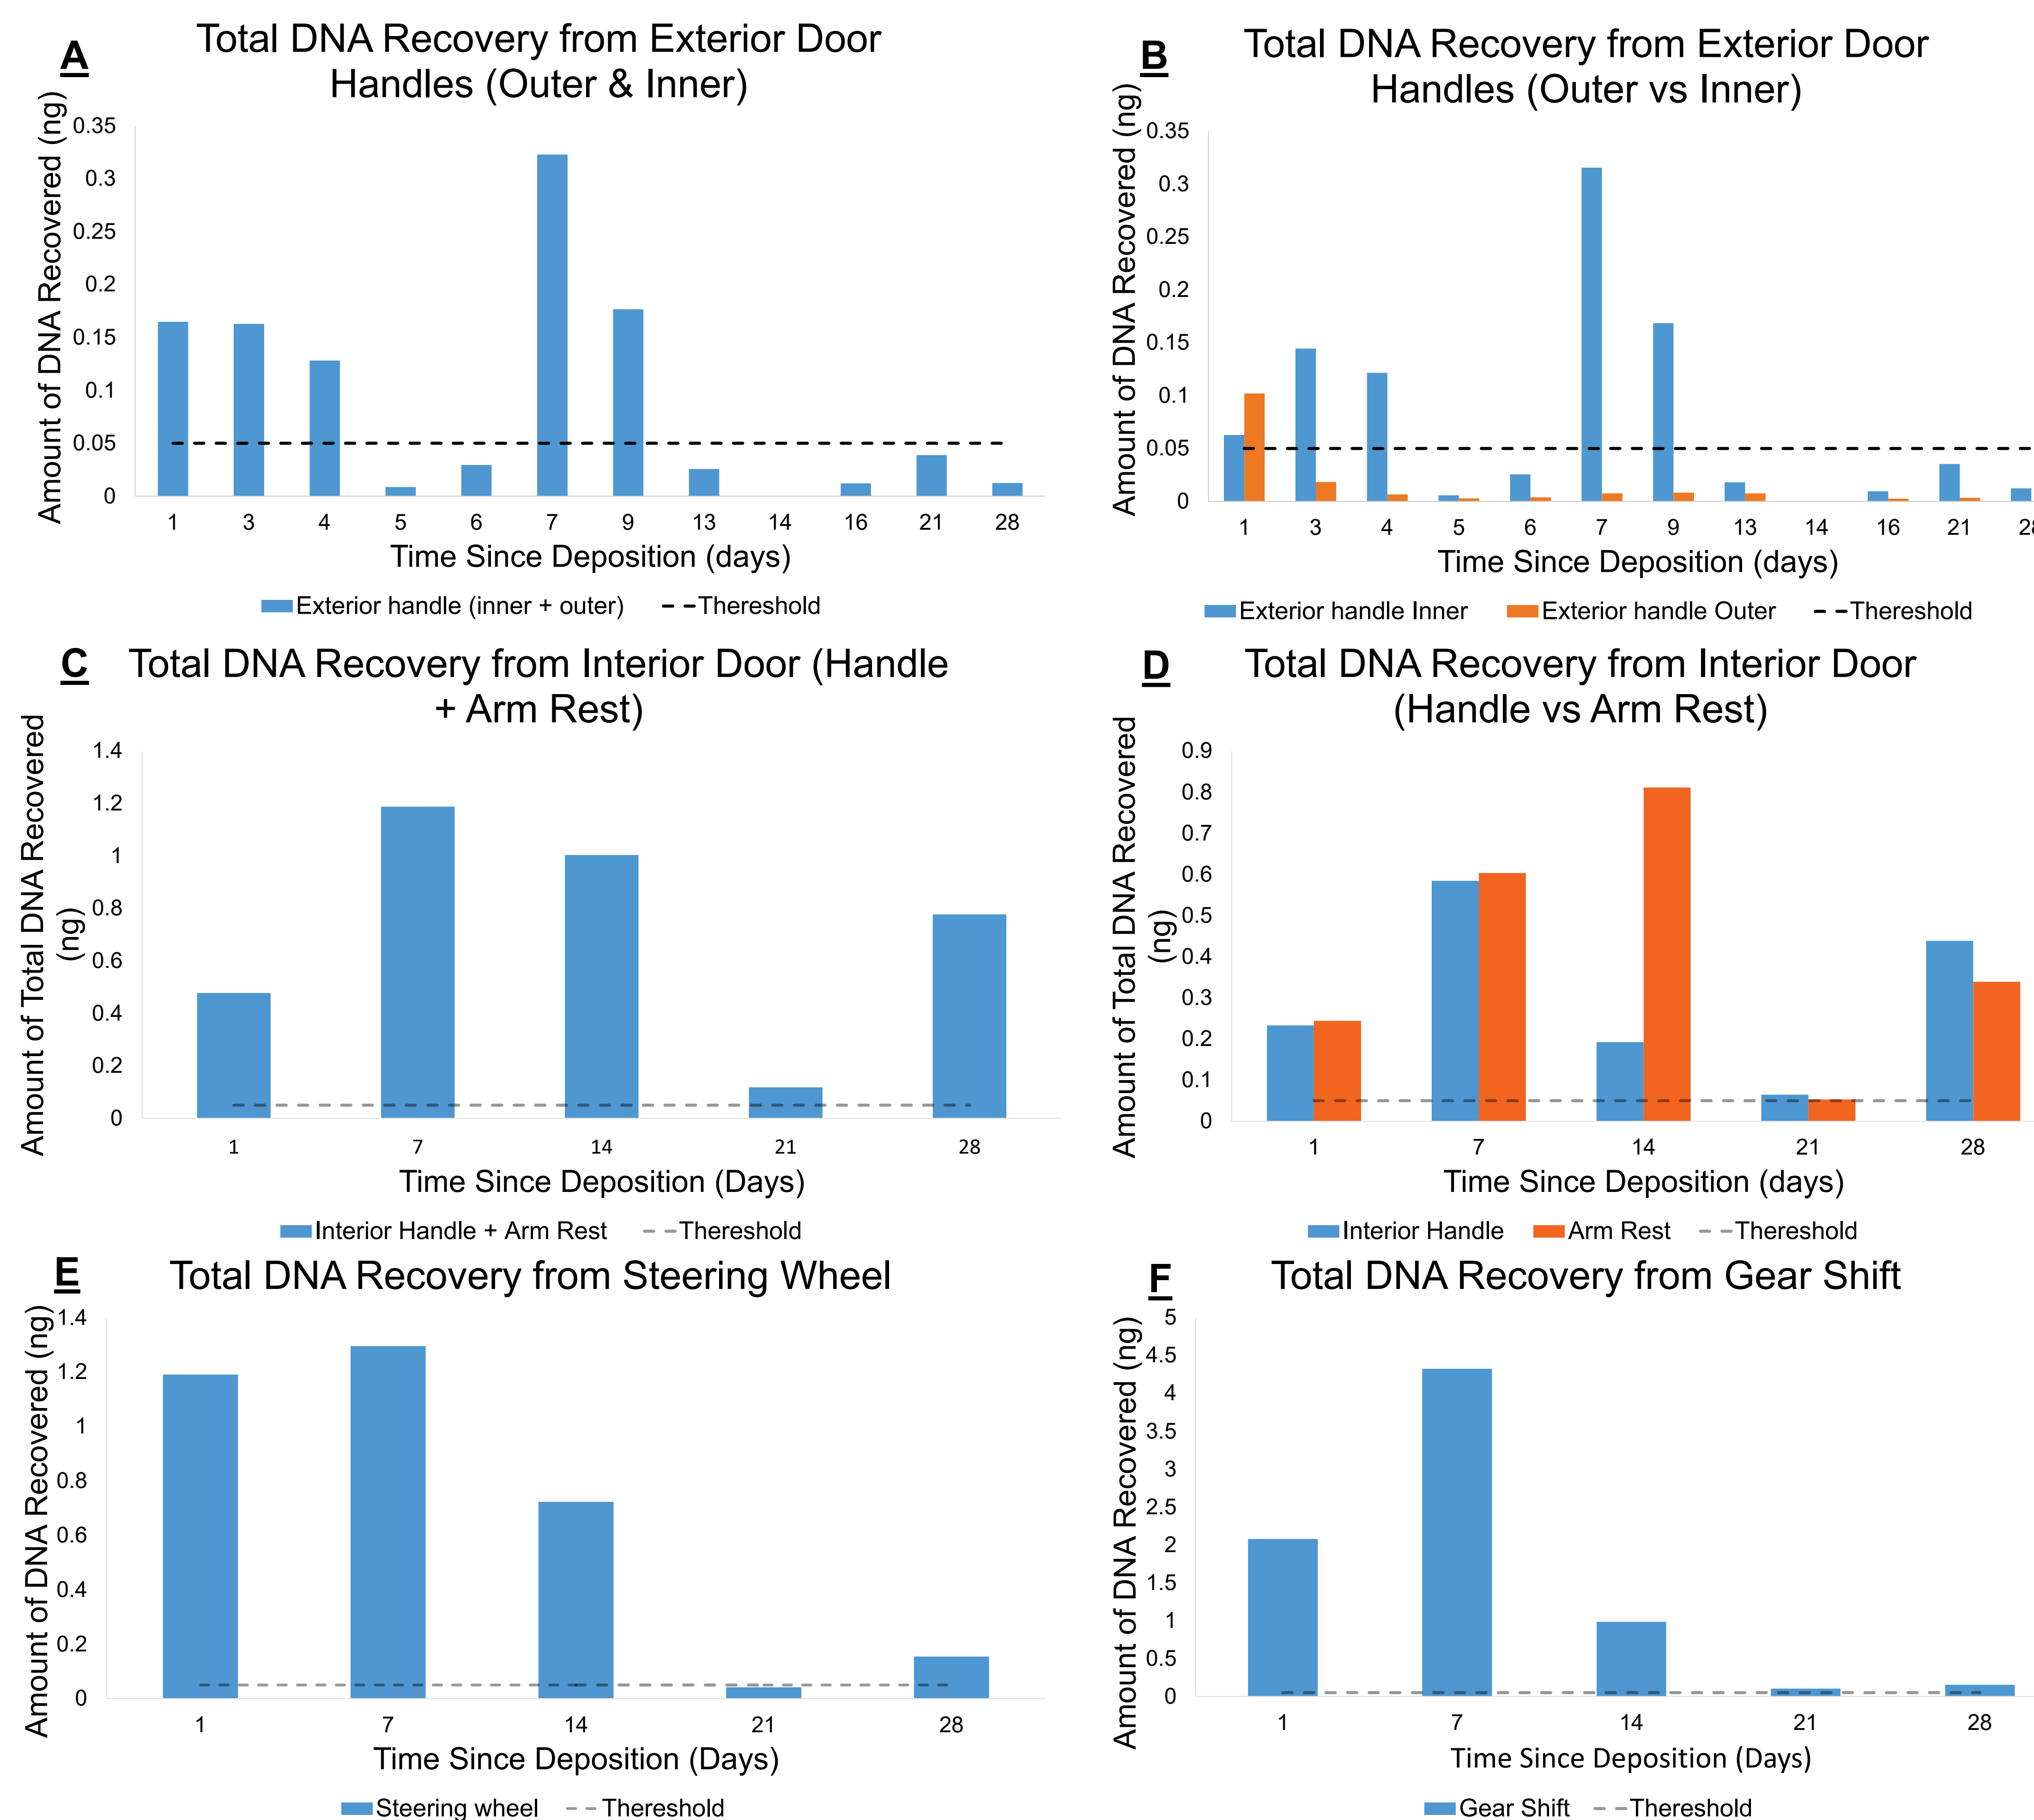 A
Total DNA Recovery from Exterior Door
Handles (Outer & Inner)
Amount of DNA Recovered (ng)
0.35
0.3
0.25
0.2
0.15
0.1
0.05
0
1 3 4 5 6 7 9 13 14 16 21 28
Time Since Deposition (days)
Exterior handle (inner + outer) Thereshold
B
Total DNA Recovery from Exterior Door
Handles (Outer vs Inner)
Amount of DNA Recovered (ng)
0.35
0.3
0.25
0.2
0.15
0.1
0.05
0
1 3 4 5 6 7 9 13 14 16 21 28
Time Since Deposition (days)
Exterior handle Inner Exterior handle Outer Thereshold
C
Total DNA Recovery from Interior Door (Handle
+ Arm Rest)
Amount of Total DNA Recovered
(ng)
1.4
1.2
1
0.8
0.6
0.4
0.2
0
1 7 14 21 28
Time Since Deposition (Days)
Interior Handle + Arm Rest Thereshold
D
Total DNA Recovery from Interior Door
(Handle vs Arm Rest)
Amount of Total DNA Recovered
(ng)
0.9
0.8
0.7
0.6
0.5
0.4
0.3
0.2
0.1
0
1 7 14 21 28
Time Since Deposition (days)
Interior Handle Arm Rest Thereshold
E
Total DNA Recovery from Steering Wheel
Amount of DNA Recovered (ng)
1.4
1.2
1
0.8
0.6
0.4
0.2
0
1 7 14 21 28
Time Since Deposition (Days)
Steering wheel Thereshold
F
Total DNA Recovery from Gear Shift
Amount of DNA Recovered (ng)
5
4.5
4
3.5
3
2.5
2
1.5
1
0.5
0
1 7 14 21 28
Time Since Deposition (Days)
Gear Shift Thereshold